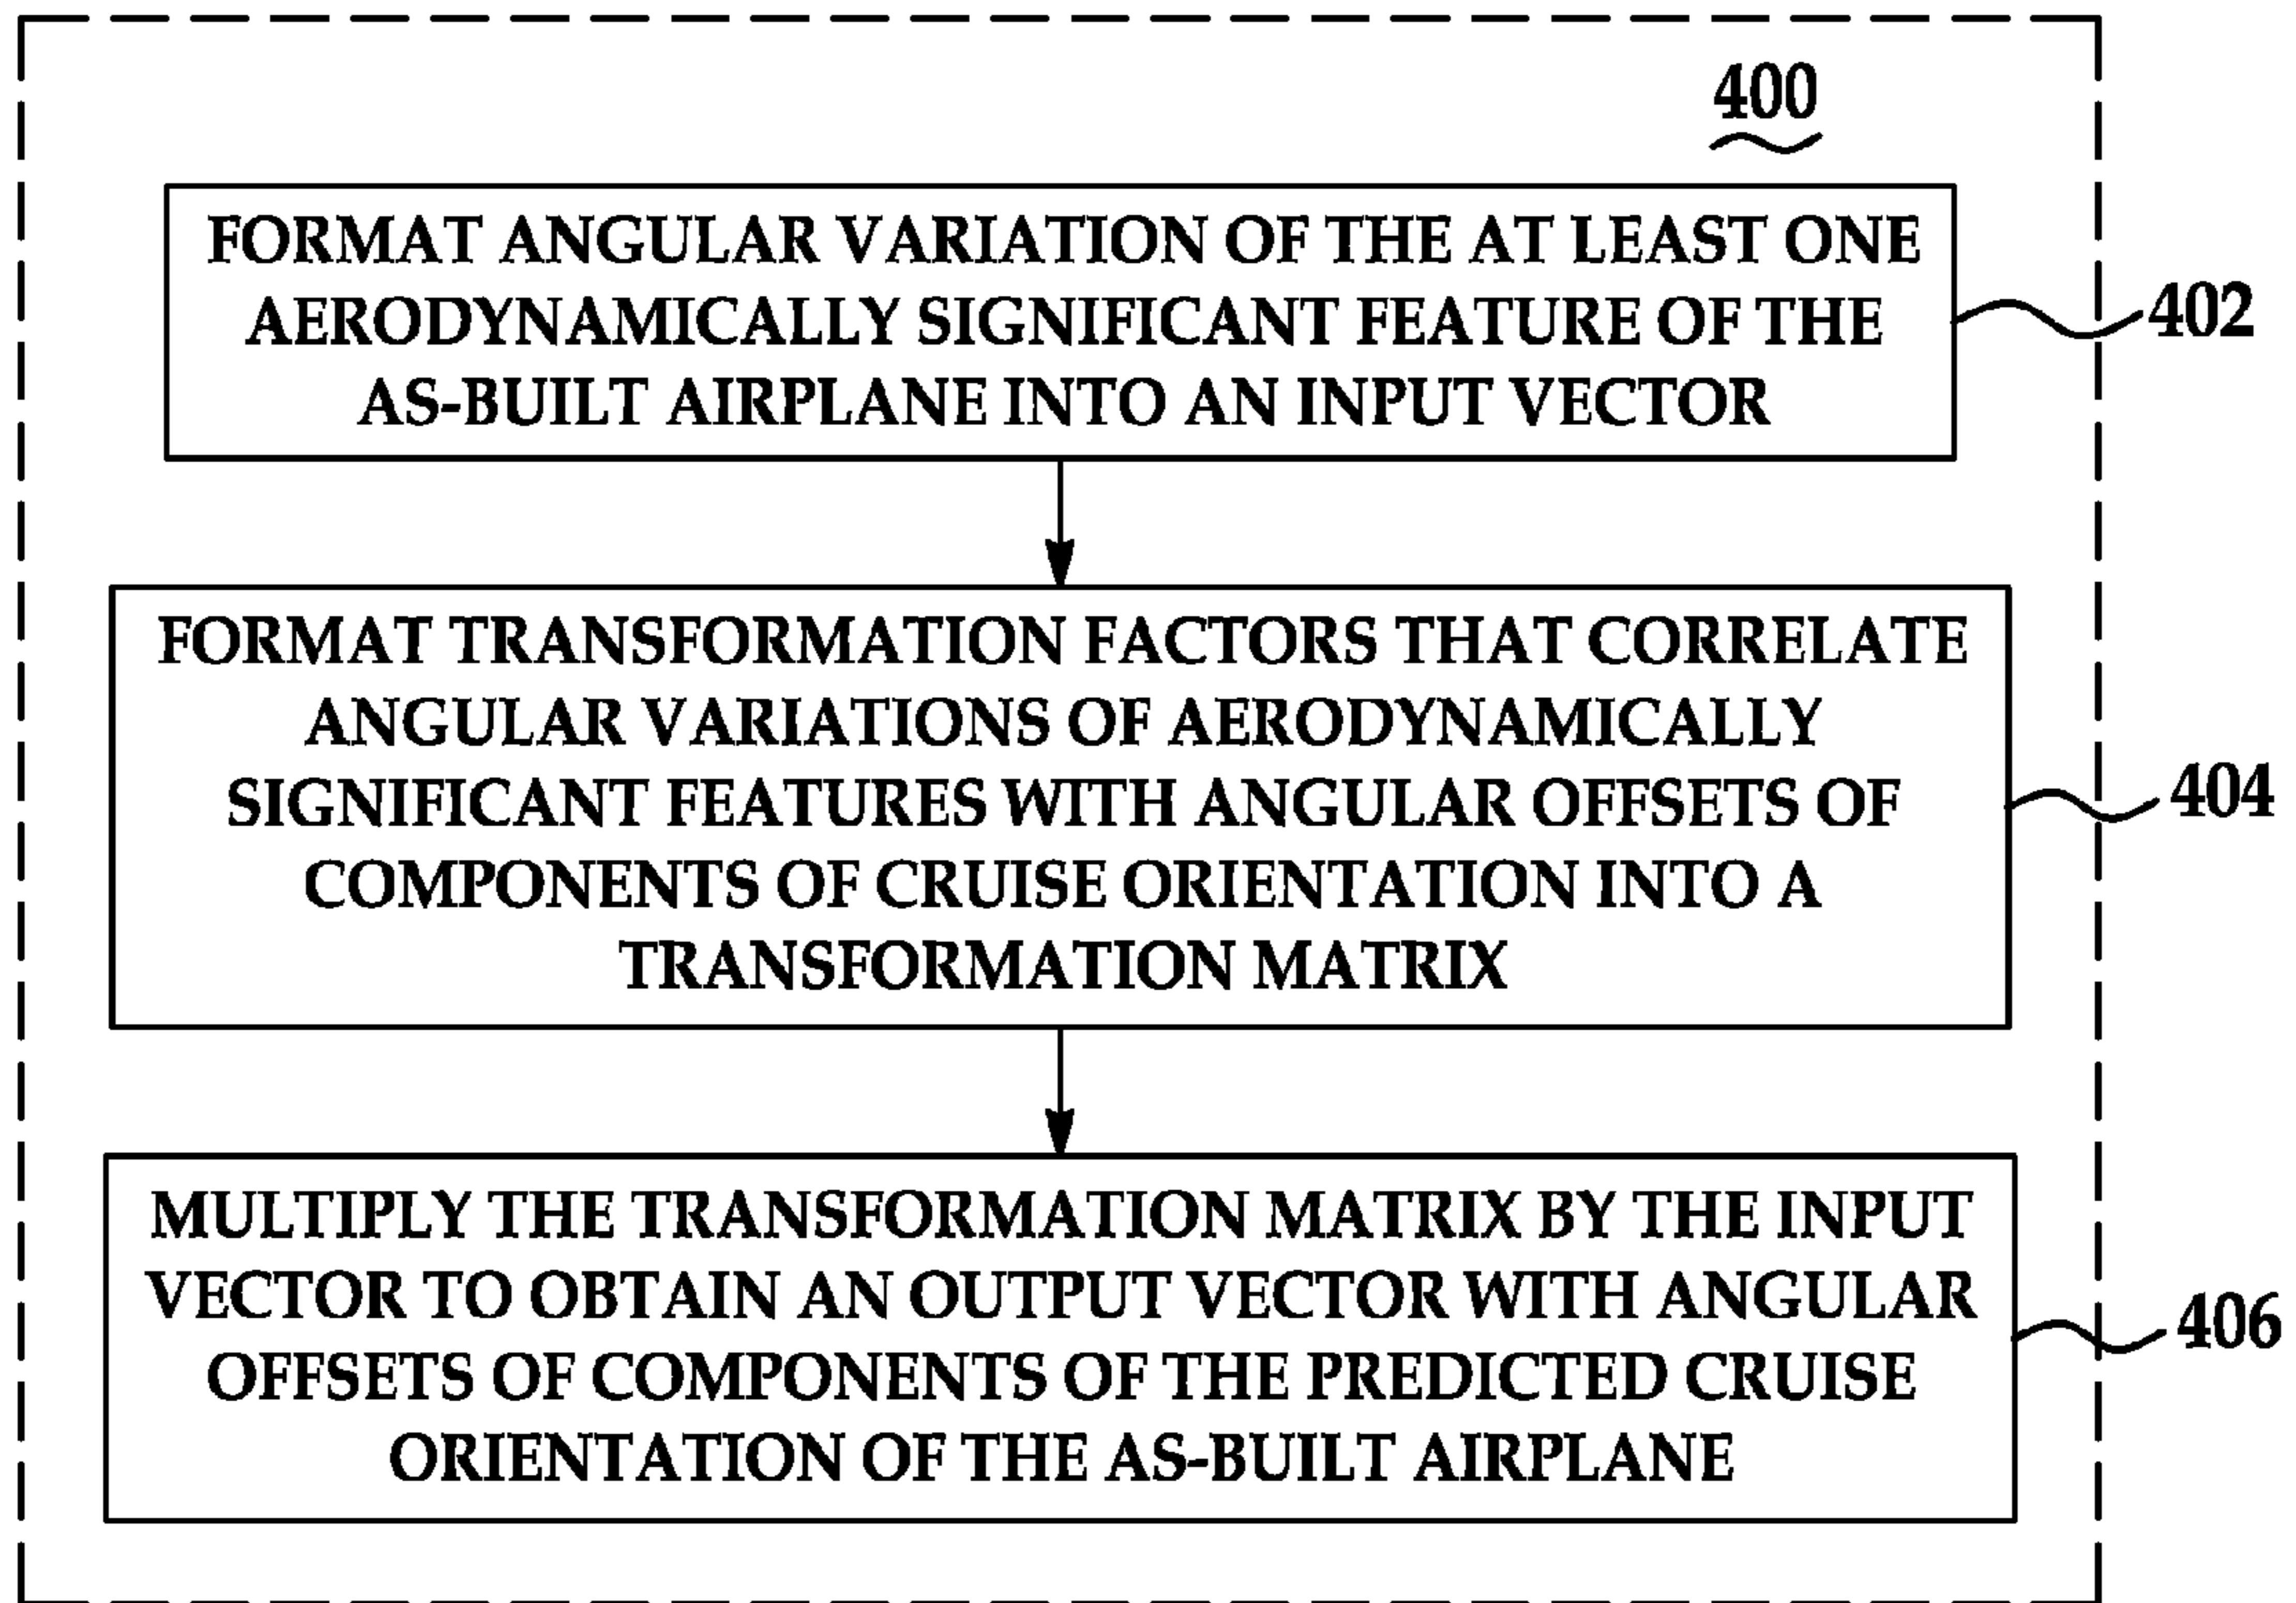 400
FORMAT ANGULAR VARIATION OF THE AT LEAST ONE
AERODYNAMICALLY SIGNIFICANT FEATURE OF THE
AS-BUILT AIRPLANE INTO AN INPUT VECTOR
402
FORMAT TRANSFORMATION FACTORS THAT CORRELATE
ANGULAR VARIATIONS OF AERODYNAMICALLY
SIGNIFICANT FEATURES WITH ANGULAR OFFSETS OF
COMPONENTS OF CRUISE ORIENTATION INTO A
TRANSFORMATION MATRIX
404
MULTIPLY THE TRANSFORMATION MATRIX BY THE INPUT
VECTOR TO OBTAIN AN OUTPUT VECTOR WITH ANGULAR
OFFSETS OF COMPONENTS OF THE PREDICTED CRUISE
ORIENTATION OF THE AS-BUILT AIRPLANE
406